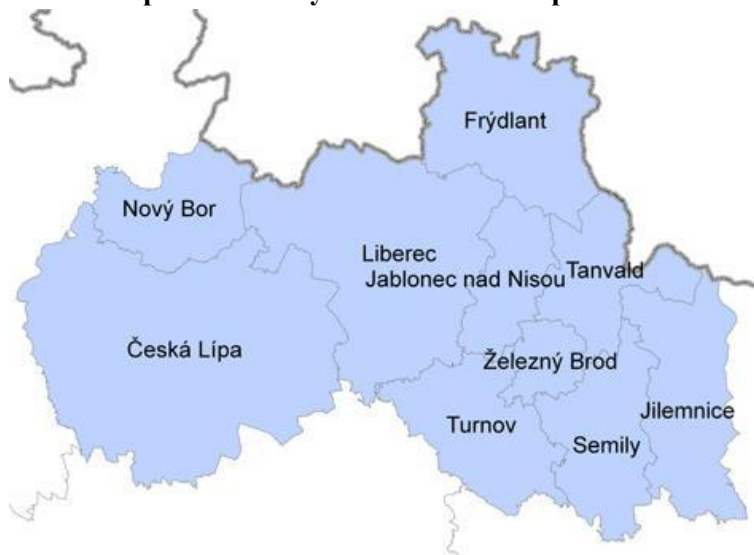 Frýdlant
Nový Bor
Liberec
Jablonec nad Nisou
Tanvald
Česká Lípa
Železný Brod
Turnov
Jilemnice
Semily